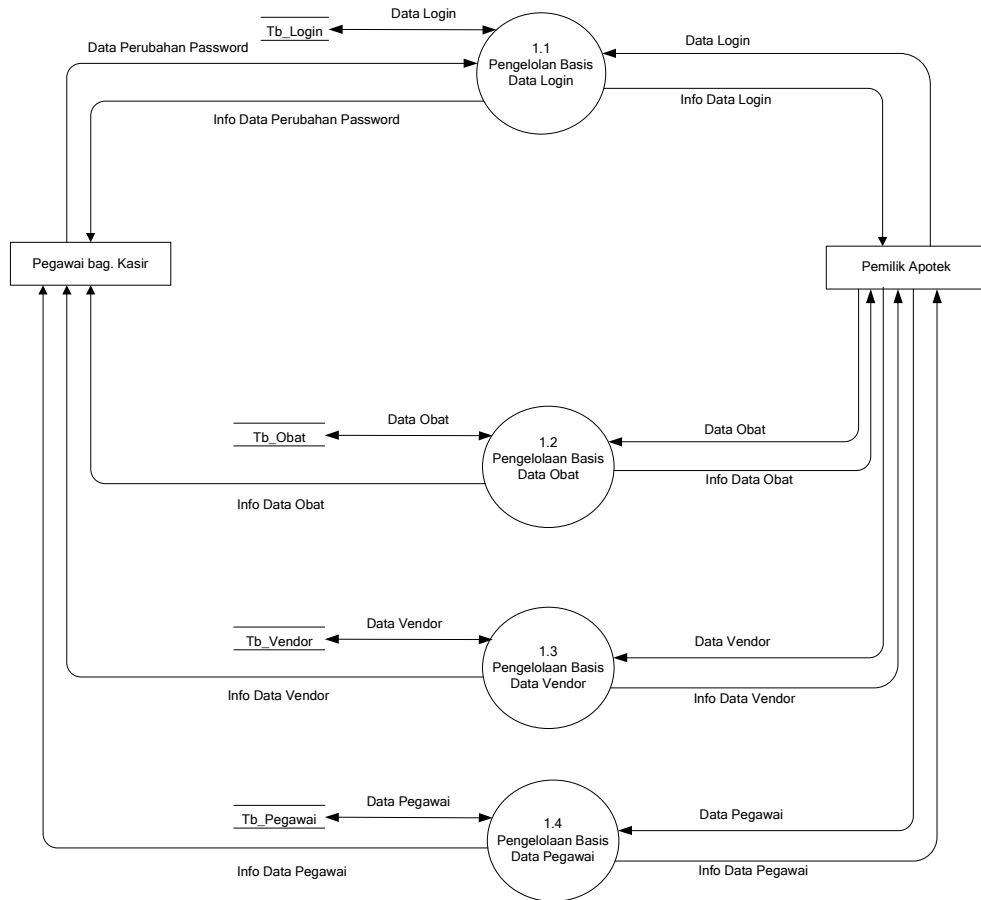 Data Login
Tb_Login
1.1
Pengelolan Basis
Data Login
Data Login
Data Perubahan Password
Info Data Login
Info Data Perubahan Password
Pegawai bag. Kasir
Pemilik Apotek
Data Obat
Tb_Obat
1.2
Pengelolaan Basis
Data Obat
Data Obat
Info Data Obat
Info Data Obat
Data Vendor
Tb_Vendor
1.3
Pengelolaan Basis
Data Vendor
Data Vendor
Info Data Vendor
Info Data Vendor
Data Pegawai
Tb_Pegawai
1.4
Pengelolaan Basis
Data Pegawai
Data Pegawai
Info Data Pegawai
Info Data Pegawai